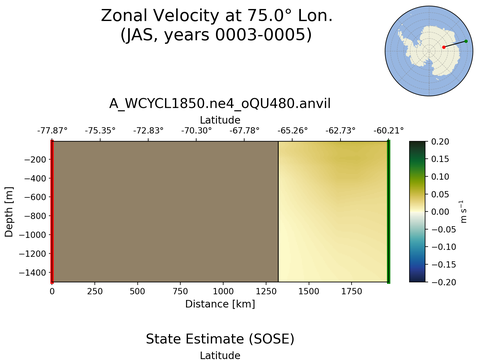 Zonal Velocity at 75.0° Lon.
(JAS, years 0003-0005)
A_WCYCL1850.ne4_oQU480.anvil
Latitude
-77.87° -75.35° -72.83° -70.30° -67.78° -65.26° -62.73° -60.21°
Depth [m]
−200
−400
−600
−800
−1000
−1200
−1400
0 250 500 750 1000 1250 1500 1750
Distance [km]
0.20
0.15
0.10
0.05
0.00
−0.05
−0.10
−0.15
−0.20
m s⁻¹
State Estimate (SOSE)
Latitude